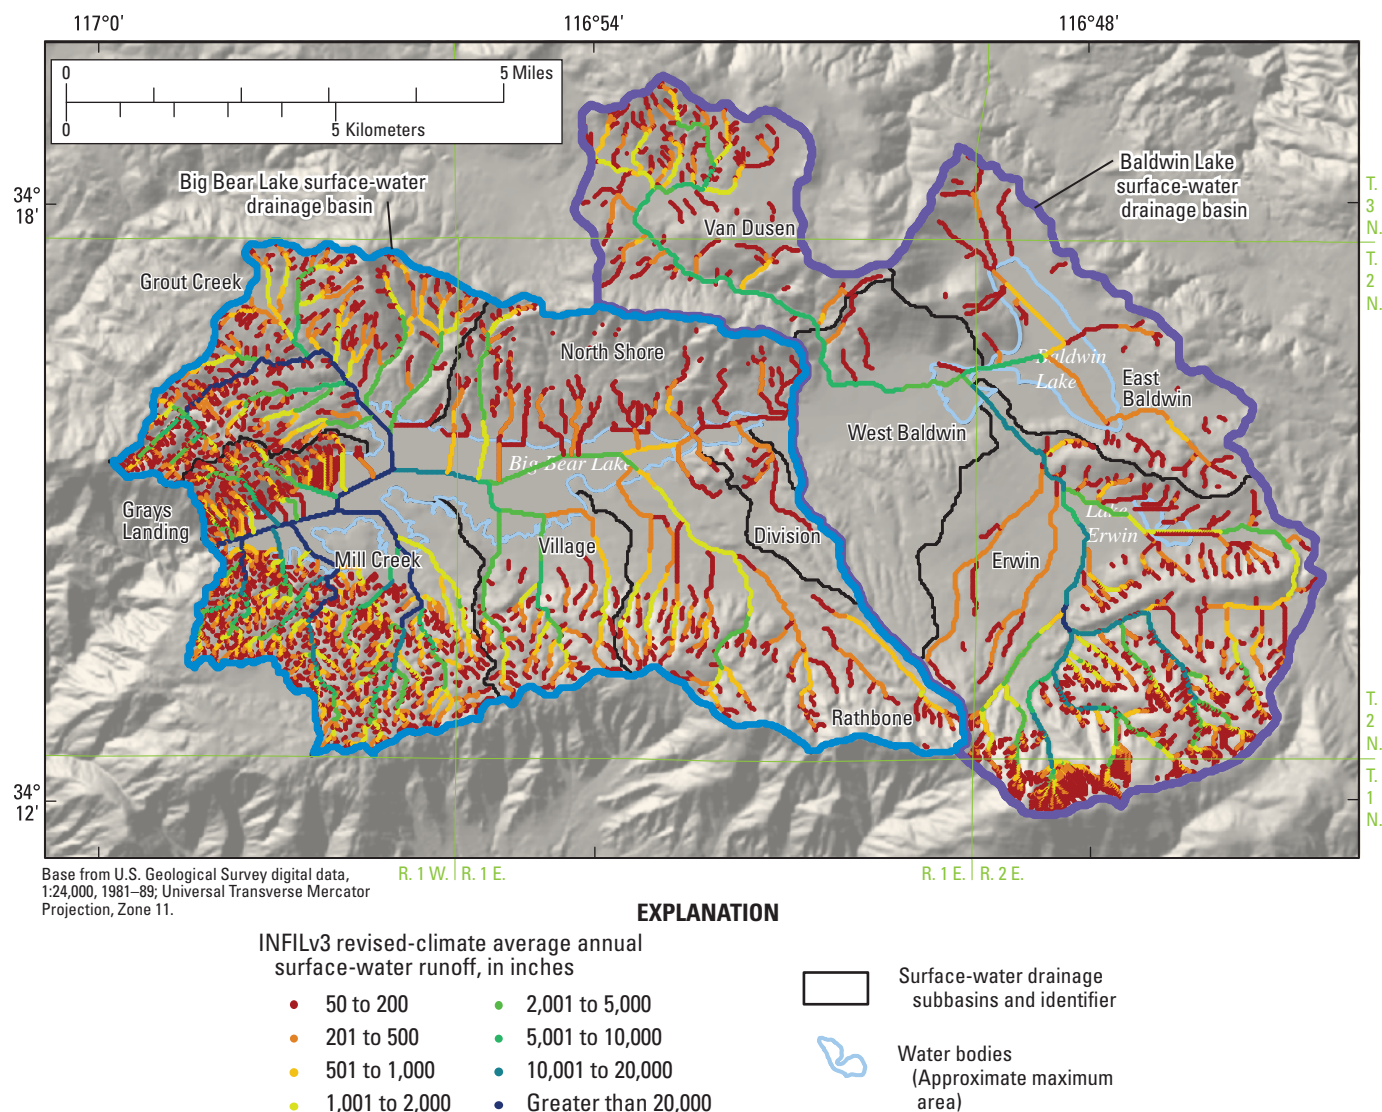 117°0'
116°54'
116°48'
0
5 Miles
0
5 Kilometers
Big Bear Lake surface-water
drainage basin
Baldwin Lake
surface-water
drainage basin
34°
18'
T.
3
N.
T.
2
N.
Van Dusen
Grout Creek
North Shore
Baldwin
Lake
East
Baldwin
West Baldwin
Big Bear Lake
Grays
Landing
Lake
Erwin
Division
Village
Mill Creek
Erwin
Rathbone
T.
2
N.
T.
1
N.
34°
12'
R. 1 W.
R. 1 E.
R. 1 E.
R. 2 E.
Base from U.S. Geological Survey digital data,
1:24,000, 1981–89; Universal Transverse Mercator
Projection, Zone 11.
EXPLANATION
INFILv3 revised-climate average annual
surface-water runoff, in inches
50 to 200
201 to 500
501 to 1,000
1,001 to 2,000
2,001 to 5,000
5,001 to 10,000
10,001 to 20,000
Greater than 20,000
Surface-water drainage
subbasins and identifier
Water bodies
(Approximate maximum
area)